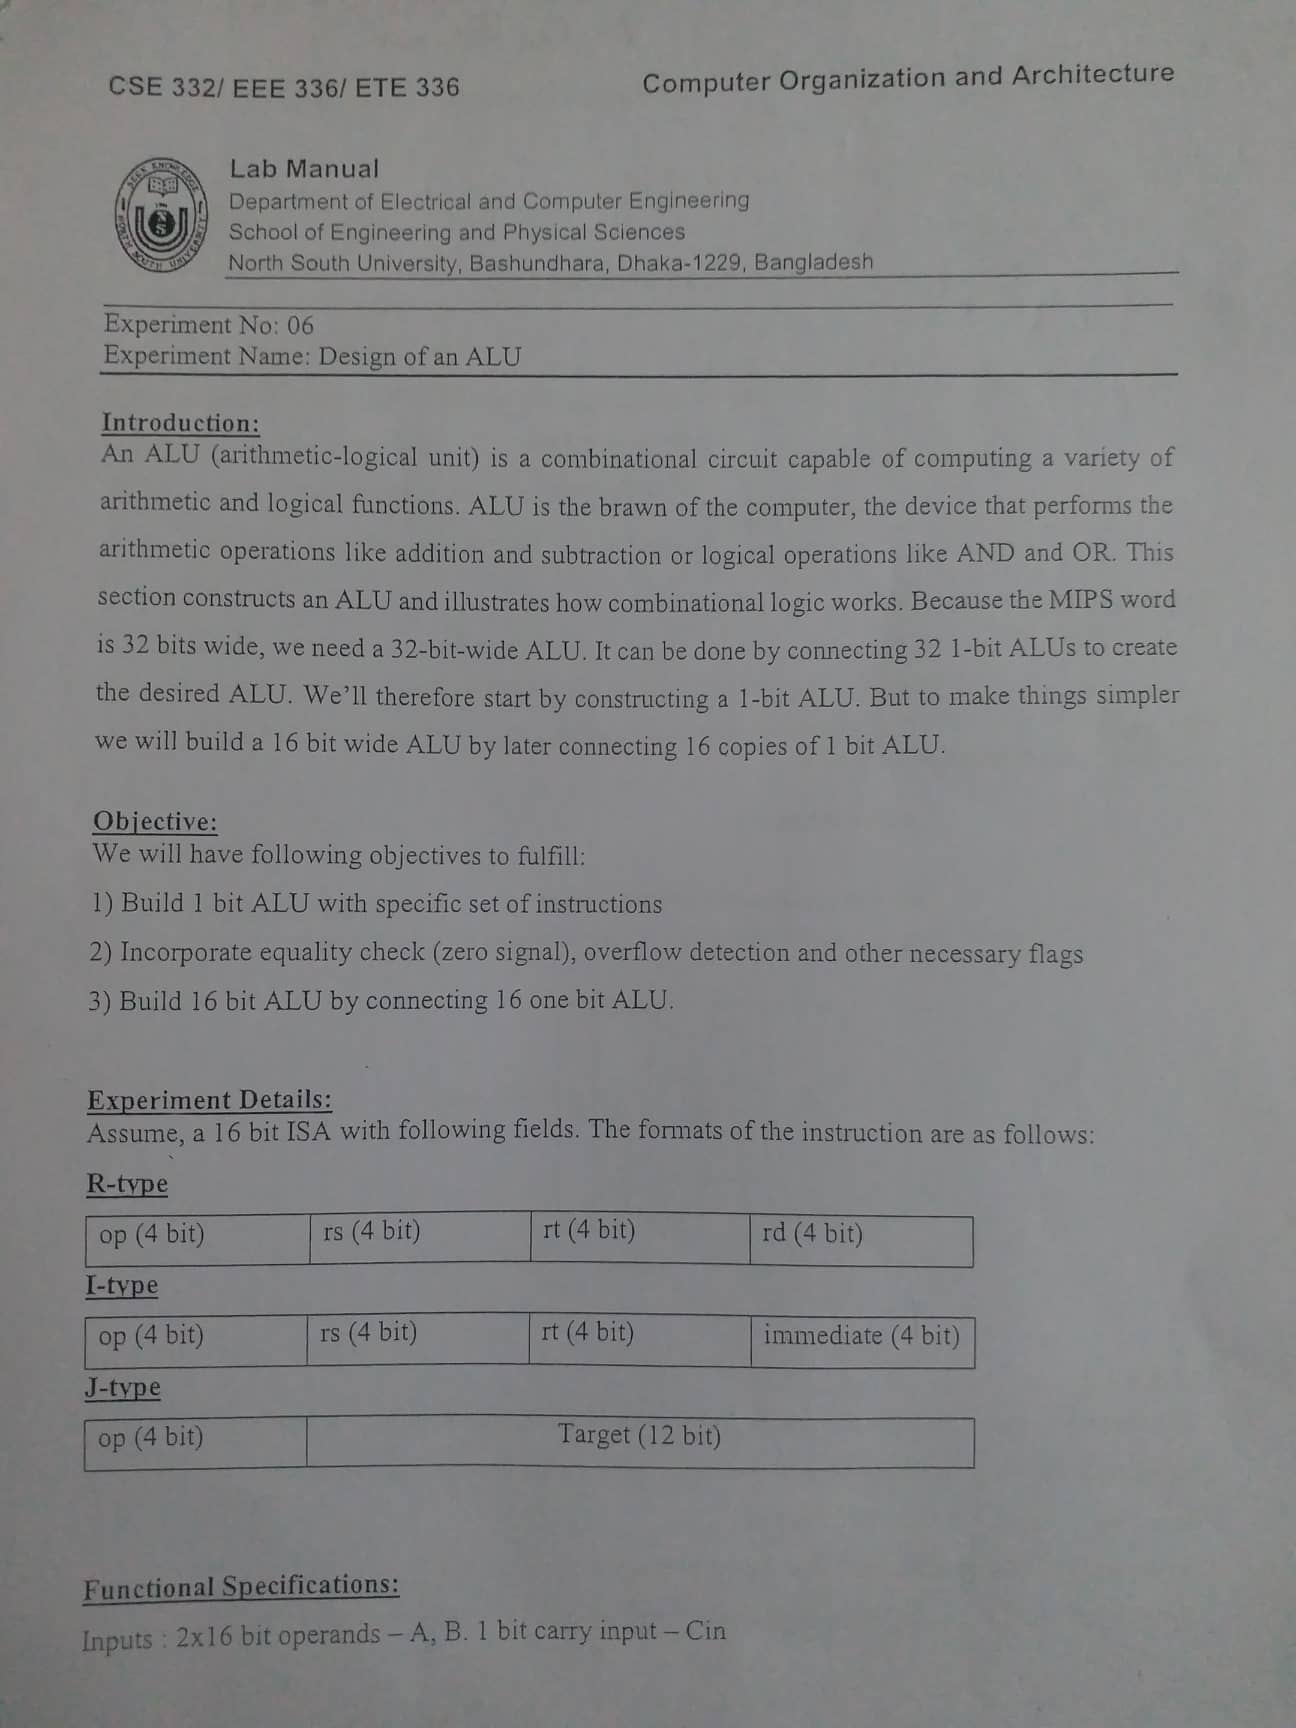 CSE 332/ EEE 336/ ETE 336 Computer Organization and Architecture
Lab Manual
Department of Electrical and Computer Engineering
School of Engineering and Physical Sciences
North South University, Bashundhara, Dhaka-1229, Bangladesh
Experiment No: 06
Experiment Name: Design of an ALU
Introduction:
An ALU (arithmetic-logical unit) is a combinational circuit capable of computing a variety of
arithmetic and logical functions. ALU is the brawn of the computer, the device that performs the
arithmetic operations like addition and subtraction or logical operations like AND and OR. This
section constructs an ALU and illustrates how combinational logic works. Because the MIPS word
is 32 bits wide, we need a 32-bit-wide ALU. It can be done by connecting 32 1-bit ALUs to create
the desired ALU. We'll therefore start by constructing a 1-bit ALU. But to make things simpler
we will build a 16 bit wide ALU by later connecting 16 copies of 1 bit ALU.
Objective:
We will have following objectives to fulfill:
1) Build 1 bit ALU with specific set of instructions
2) Incorporate equality check (zero signal), overflow detection and other necessary flags
3) Build 16 bit ALU by connecting 16 one bit ALU.
Experiment Details:
Assume, a 16 bit ISA with following fields. The formats of the instruction are as follows:
R-type
op (4 bit) rs (4 bit) rt (4 bit) rd (4 bit)
I-type
op (4 bit) rs (4 bit) rt (4 bit) immediate (4 bit)
J-type
op (4 bit) Target (12 bit)
Functional Specifications:
Inputs : 2x16 bit operands – A, B. 1 bit carry input – Cin